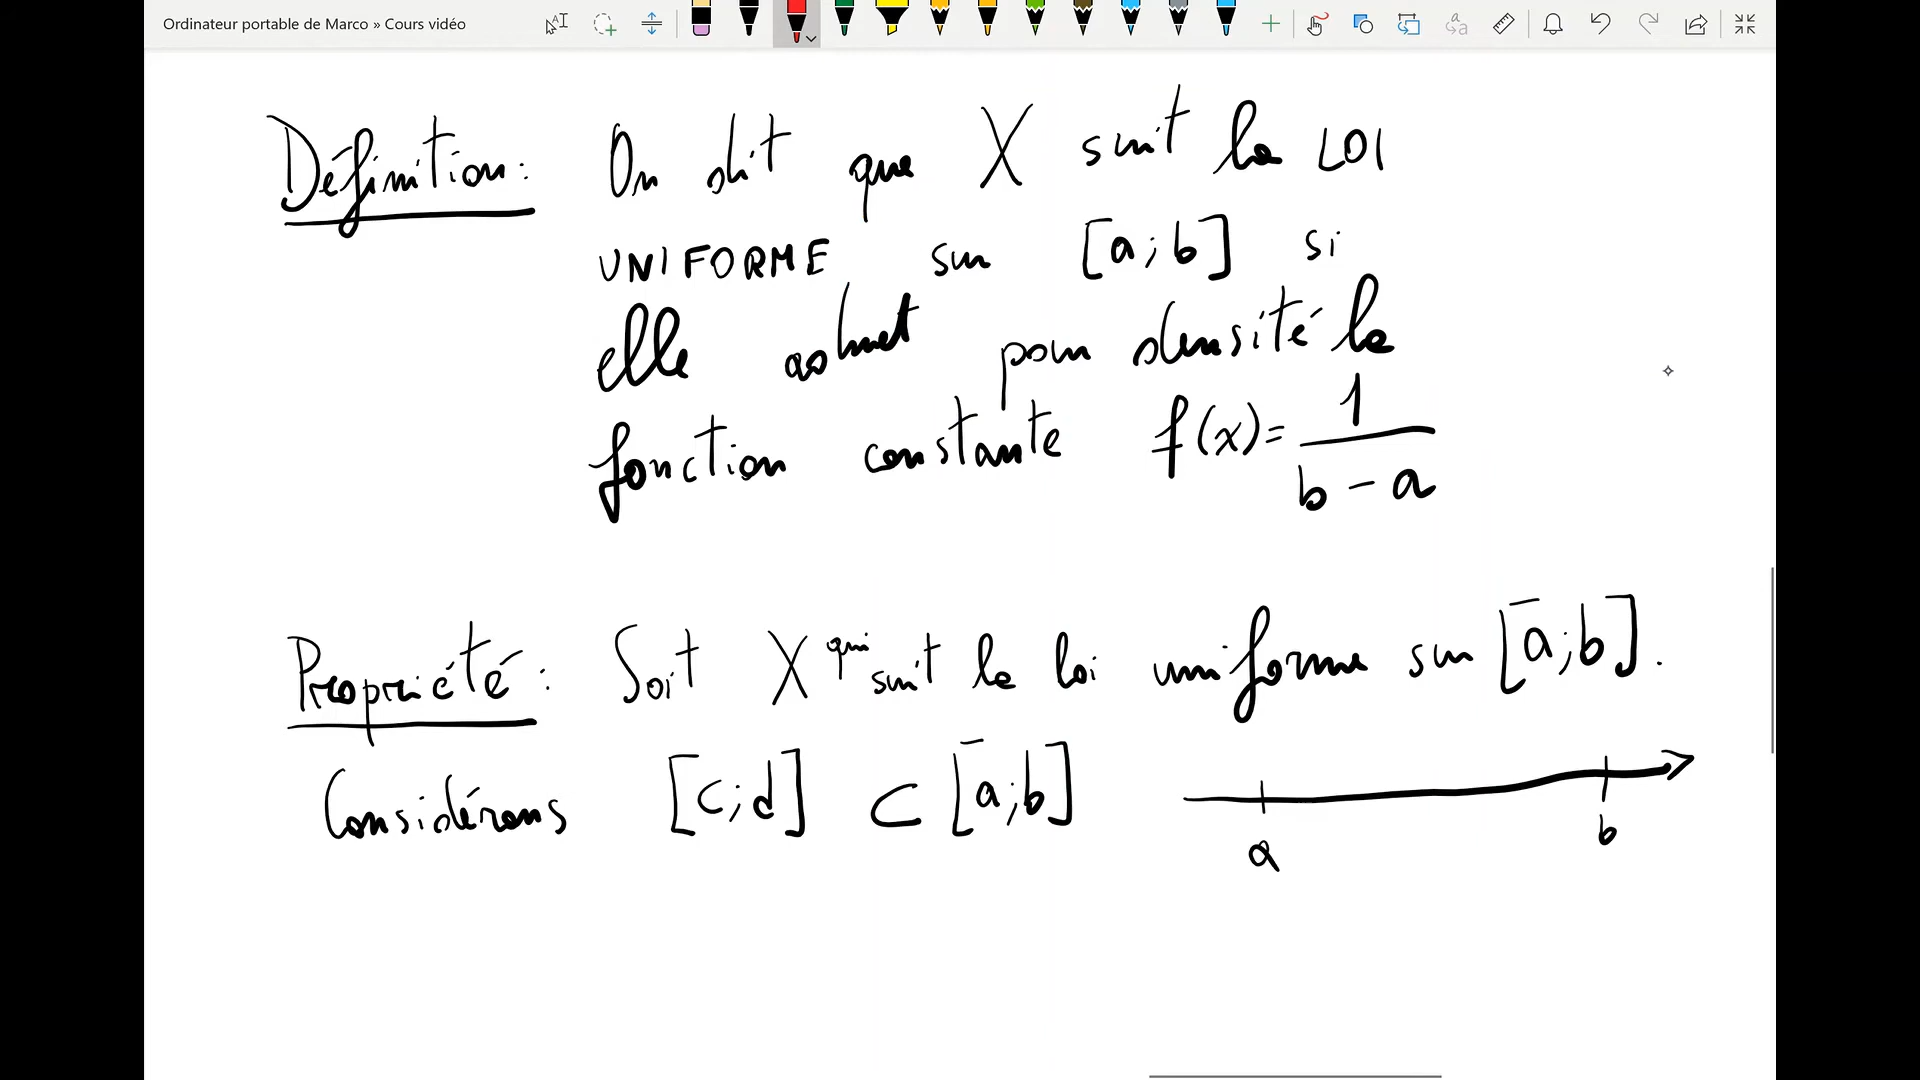 Ordinateur portable de Marco » Cours vidéo
Définition : On dit que X suit la LOI
UNIFORME sur [a;b] si
elle admet pour densité la
fonction constante f(x) = 1/(b - a)
Propriété : Soit X qui suit la loi uniforme sur [a;b].
Considérons [c;d] ⊂ [a;b]
a b